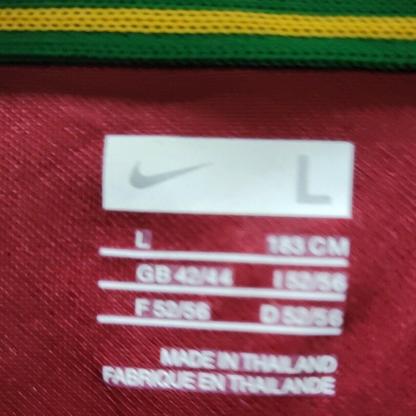 L
L 183 CM
GB 42/44 I 52/56
F 52/56 D 52/56
MADE IN THAILAND
FABRIQUE EN THAILANDE